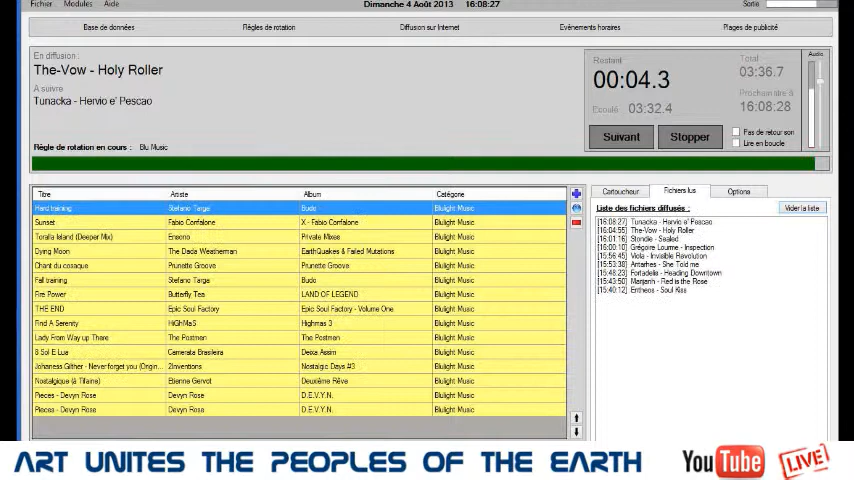 Fichier Modules Aide Dimanche 4 Août 2013 16:08:27 Sortie
Base de données Règles de rotation Diffusion sur Internet Evénements horaires Plages de publicité
En diffusion :
The-Vow - Holy Roller
A suivre
Tunacka - Hervio e' Pescao
Règle de rotation en cours : Blu Music
Restant
00:04.3
Ecoulé : 03:32.4
Total :
03:36.7
Prochaine à
16:08:28
Suivant Stopper
Pas de retour son
Lire en boucle
Audio
Titre Artiste Album Catégorie
Hard training Stefano Targa Budo Blulight Music
Sunset Fabio Confalone X - Fabio Confalone Blulight Music
Toralla Island (Deeper Mix) Ensono Private Mixes Blulight Music
Dying Moon The Dada Weatherman EarthQuakes & Failed Mutations Blulight Music
Chant du cosaque Prunette Groove Prunette Groove Blulight Music
Fall training Stefano Targa Budo Blulight Music
Fire Power Butterfly Tea LAND OF LEGEND Blulight Music
THE END Epic Soul Factory Epic Soul Factory - Volume One Blulight Music
Find A Serenity HiGhMaS Highmas 3 Blulight Music
Lady From Way up There The Postmen The Postmen Blulight Music
8 Sol E Lua Camerata Brasileira Deixa Assim Blulight Music
Johaness Gilther - Never forget you (Origin... 2Inventions Nostalgic Days #3 Blulight Music
Nostalgique (à Tifaine) Etienne Gervot Deuxième Rêve Blulight Music
Pieces - Devyn Rose Devyn Rose D.E.V.Y.N. Blulight Music
Pieces - Devyn Rose Devyn Rose D.E.V.Y.N. Blulight Music
Cartoucheur Fichiers lus Options
Liste des fichiers diffusés : Vider la liste
[16:08:27] Tunacka - Hervio e' Pescao
[16:04:55] The-Vow - Holy Roller
[16:01:16] Stondie - Sealed
[16:00:10] Grégoire Lourme - Inspection
[15:56:45] Viola - Invisible Revolution
[15:53:38] Antarhes - She Told me
[15:48:23] Fortadelis - Heading Downtown
[15:43:50] Manjanh - Red is the Rose
[15:40:12] Entheos - Soul Kiss
ART UNITES THE PEOPLES OF THE EARTH YouTube LIVE